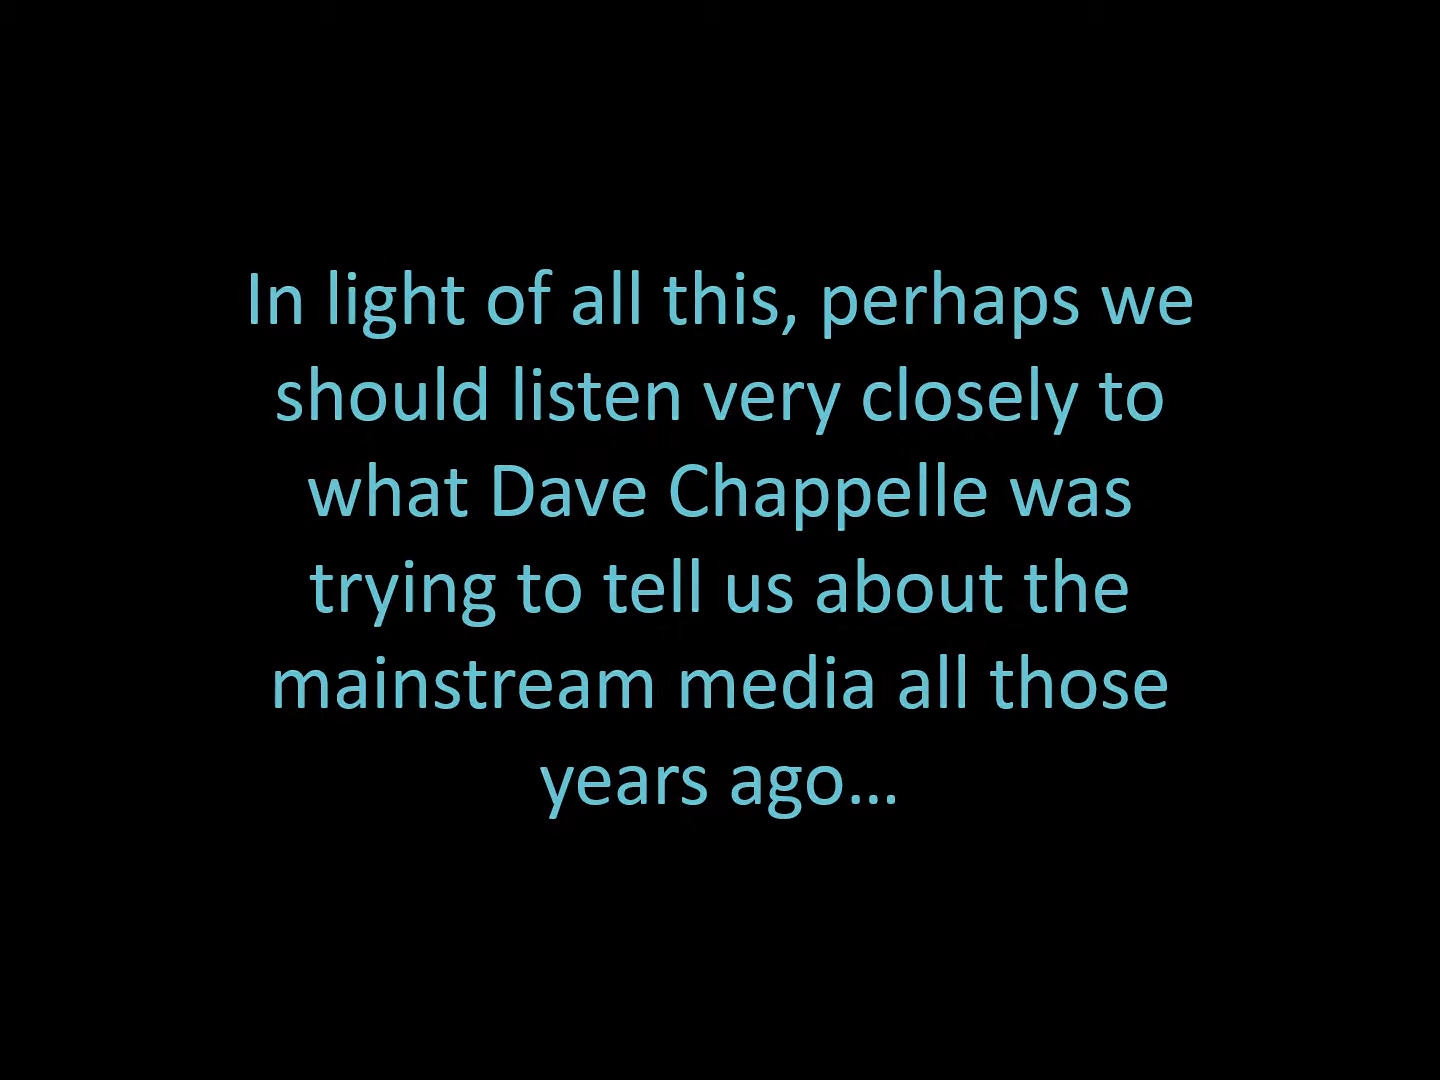 In light of all this, perhaps we
should listen very closely to
what Dave Chappelle was
trying to tell us about the
mainstream media all those
years ago…